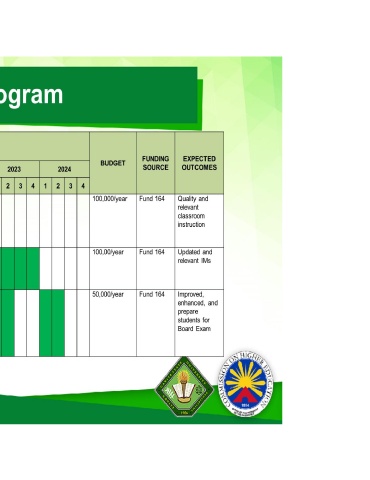 ogram
BUDGET
FUNDING
SOURCE
EXPECTED
OUTCOMES
2023
2024
2 3 4 1 2 3 4
100,000/year
Fund 164
Quality and
relevant
classroom
instruction
100,00/year
Fund 164
Updated and
relevant IMs
50,000/year
Fund 164
Improved,
enhanced, and
prepare
students for
Board Exam
COMMISSION ON HIGHER EDUCATION
1994